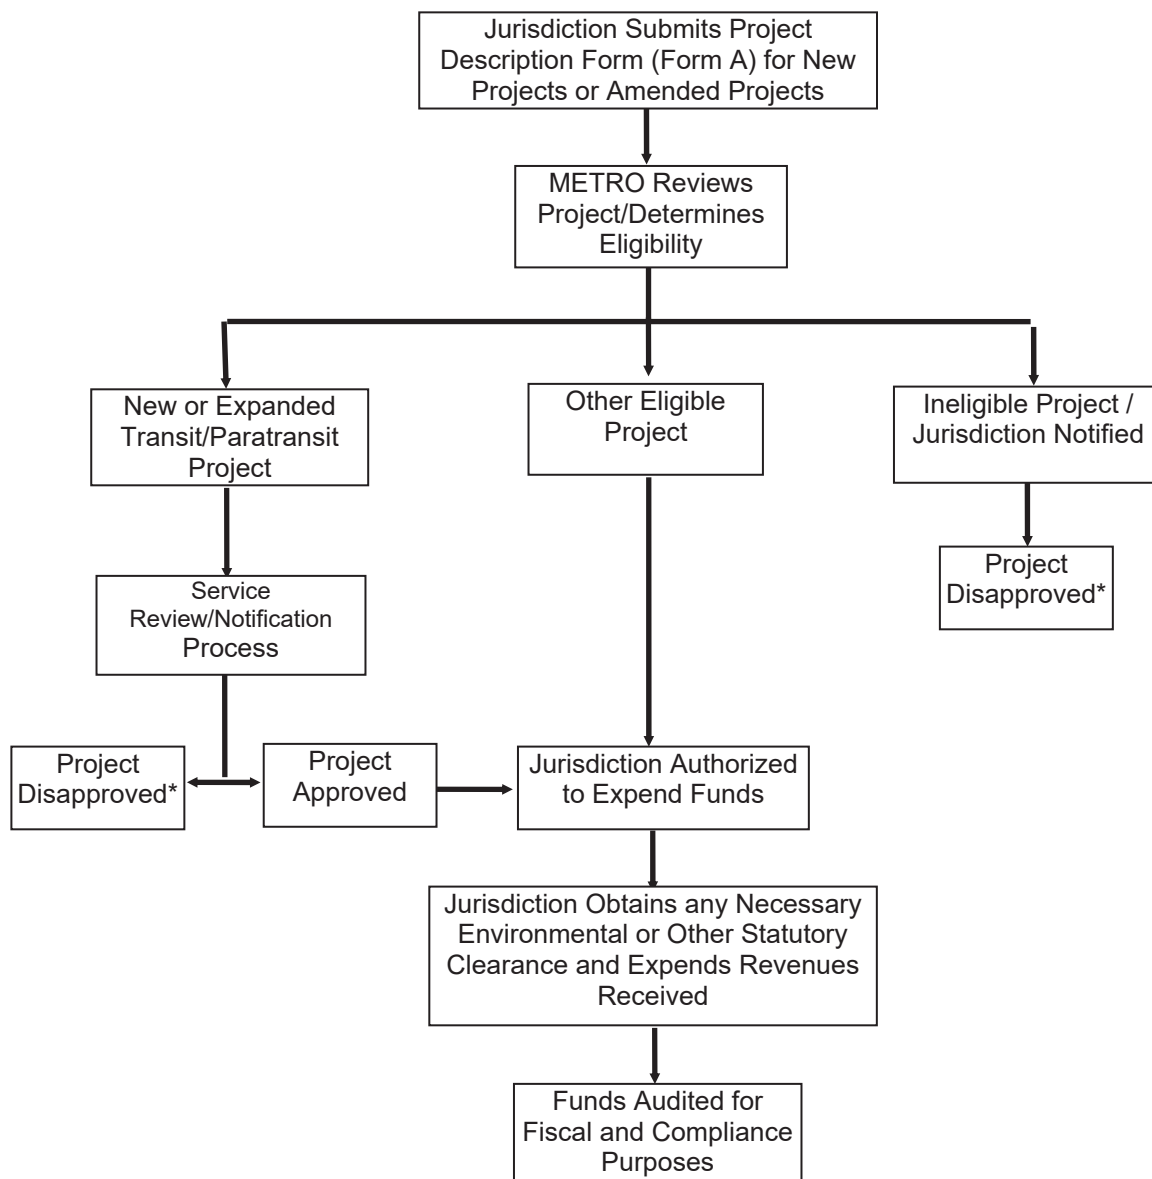 Jurisdiction Submits Project
Description Form (Form A) for New
Projects or Amended Projects
METRO Reviews
Project/Determines
Eligibility
New or Expanded
Transit/Paratransit
Project
Other Eligible
Project
Ineligible Project /
Jurisdiction Notified
Service
Review/Notification
Process
Project
Disapproved*
Project
Disapproved*
Project
Approved
Jurisdiction Authorized
to Expend Funds
Jurisdiction Obtains any Necessary
Environmental or Other Statutory
Clearance and Expends Revenues
Received
Funds Audited for
Fiscal and Compliance
Purposes